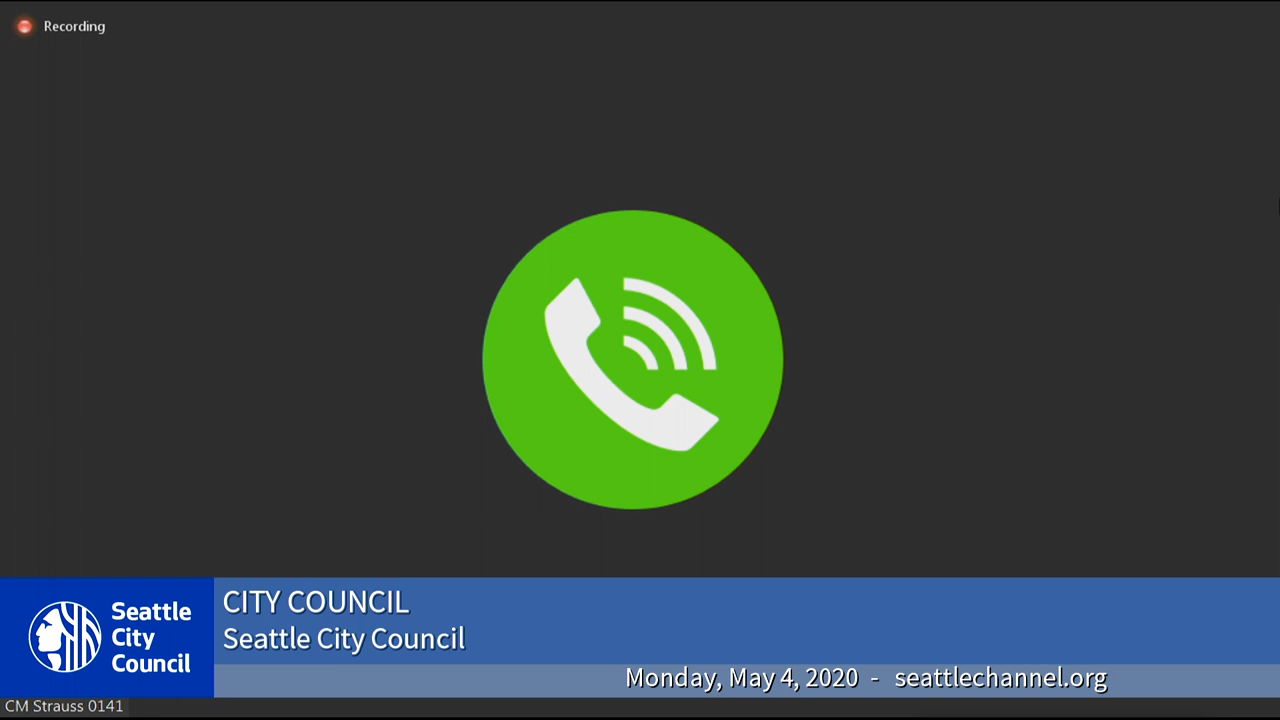 Recording
Seattle
City
Council
CITY COUNCIL
Seattle City Council
Monday, May 4, 2020 - seattlechannel.org
CM Strauss 0141